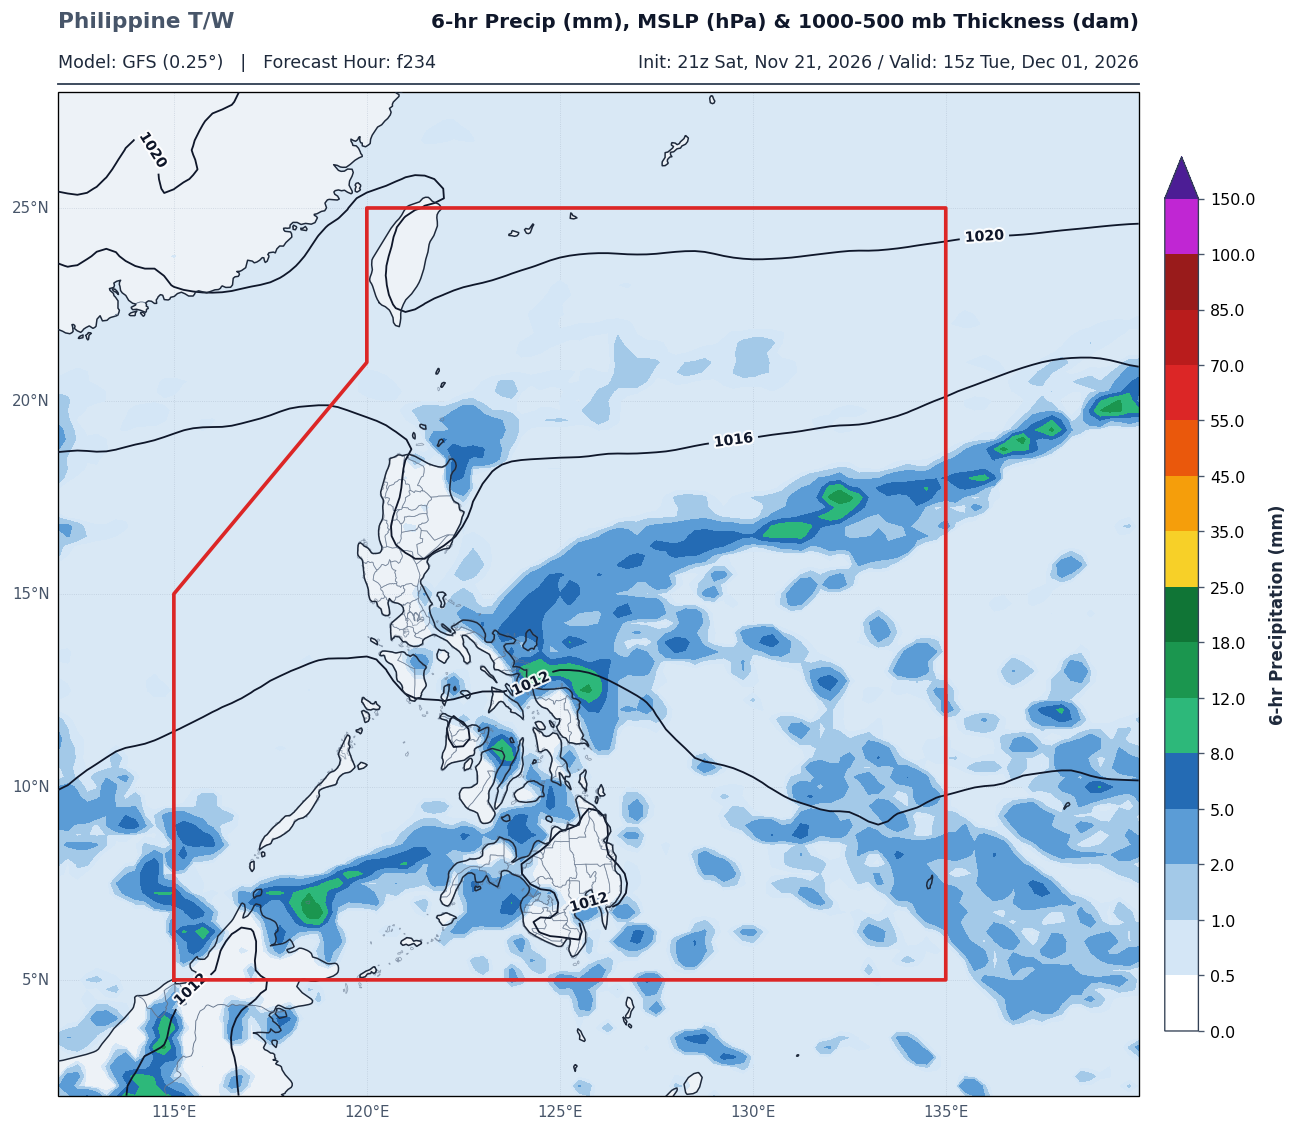 Philippine T/W
6-hr Precip (mm), MSLP (hPa) & 1000-500 mb Thickness (dam)
Model: GFS (0.25°) | Forecast Hour: f234
Init: 21z Sat, Nov 21, 2026 / Valid: 15z Tue, Dec 01, 2026
1020
1020
1016
1012
1012
1012
25°N
20°N
15°N
10°N
5°N
115°E
120°E
125°E
130°E
135°E
150.0
100.0
85.0
70.0
55.0
45.0
35.0
25.0
18.0
12.0
8.0
5.0
2.0
1.0
0.5
0.0
6-hr Precipitation (mm)